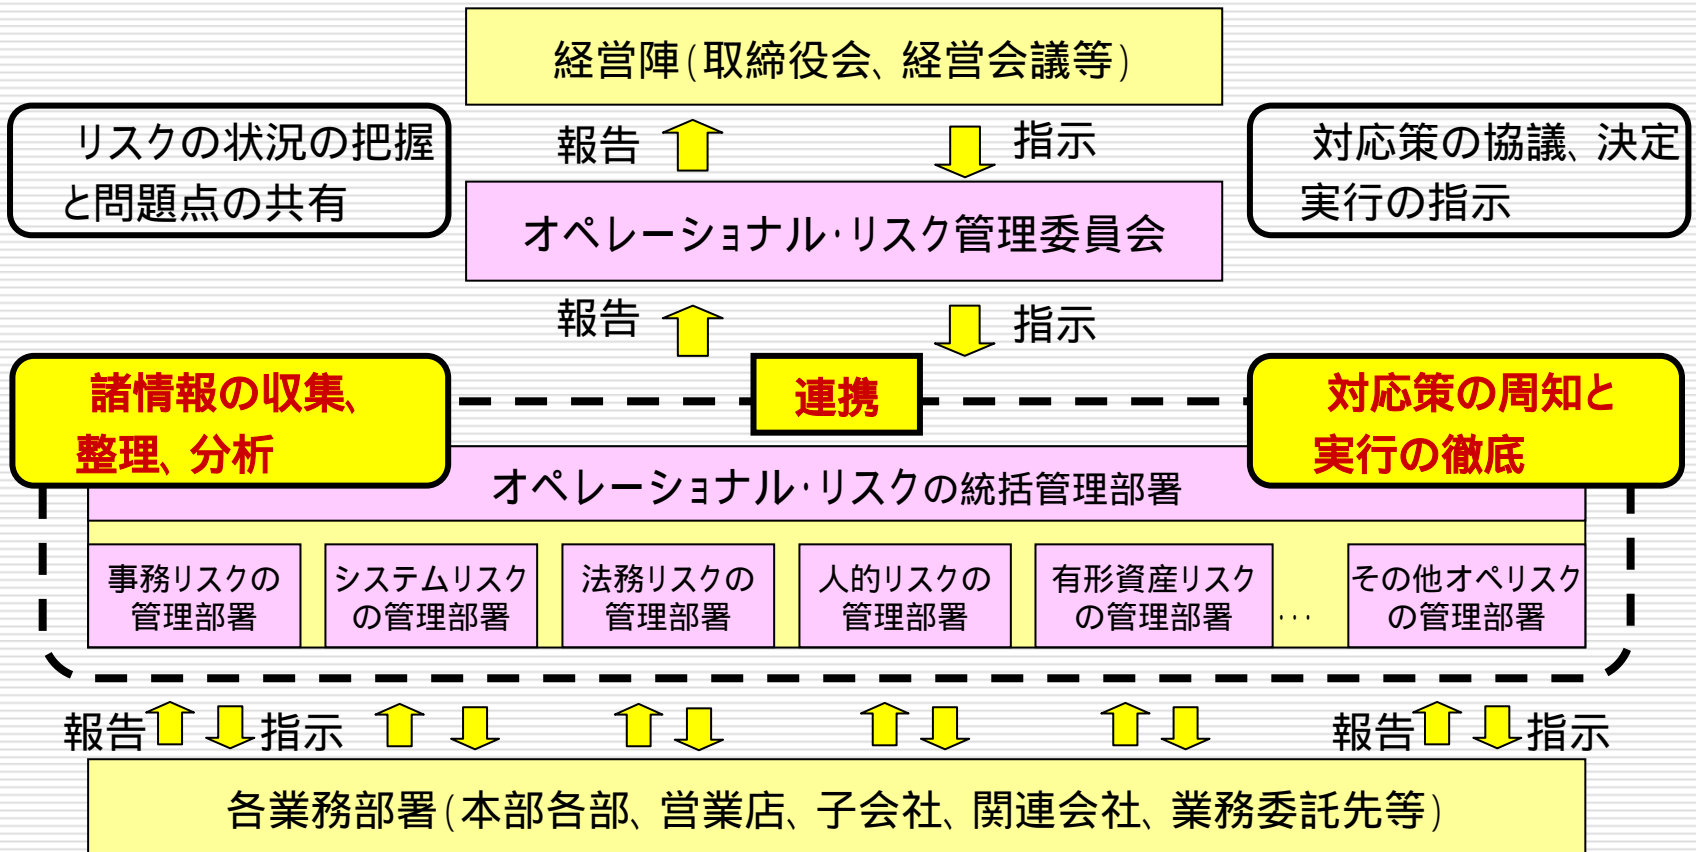 経営陣(取締役会、経営会議等)
リスクの状況の把握
と問題点の共有
報告
指示
対応策の協議、決定
実行の指示
オペレーショナル・リスク管理委員会
報告
指示
諸情報の収集、
整理、分析
連携
対応策の周知と
実行の徹底
オペレーショナル・リスクの統括管理部署
事務リスクの
管理部署
システムリスク
の管理部署
法務リスクの
管理部署
人的リスクの
管理部署
有形資産リスク
の管理部署
・・・
その他オペリスク
の管理部署
報告
指示
報告
指示
各業務部署(本部各部、営業店、子会社、関連会社、業務委託先等)